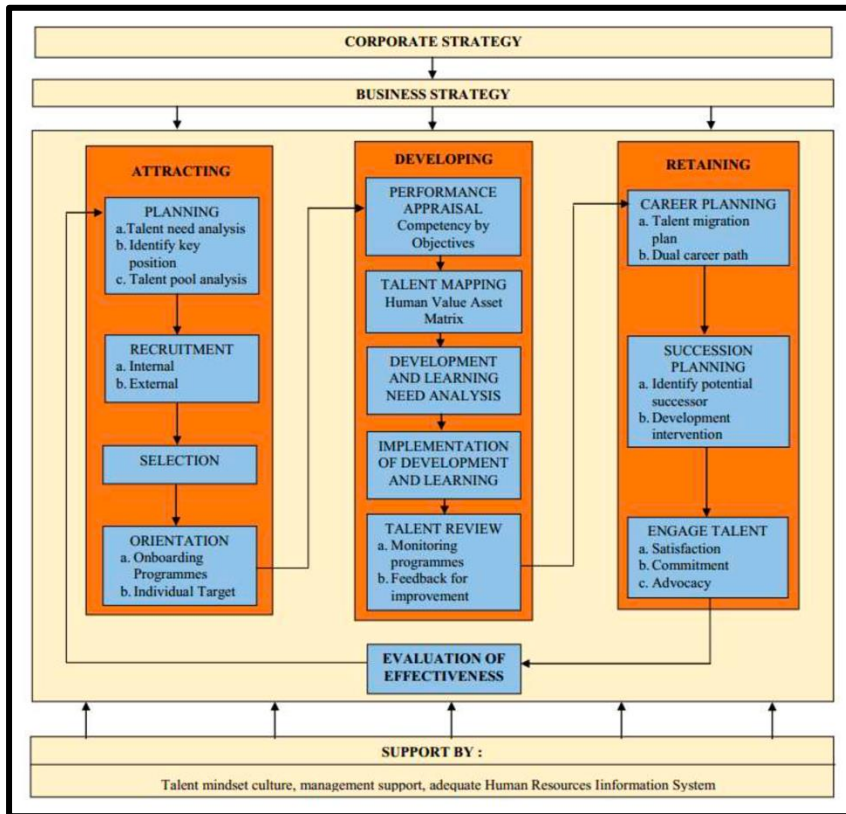 CORPORATE STRATEGY
BUSINESS STRATEGY
ATTRACTING
PLANNING
a.Talent need analysis
b. Identify key
position
c. Talent pool analysis
RECRUITMENT
a. Internal
b. External
SELECTION
ORIENTATION
a. Onboarding
Programmes
b. Individual Target
DEVELOPING
PERFORMANCE
APPRAISAL
Competency by
Objectives
TALENT MAPPING
Human Value Asset
Matrix
DEVELOPMENT
AND LEARNING
NEED ANALYSIS
IMPLEMENTATION
OF DEVELOPMENT
AND LEARNING
TALENT REVIEW
a. Monitoring
programmes
b. Feedback for
improvement
RETAINING
CAREER PLANNING
a. Talent migration
plan
b. Dual career path
SUCCESSION
PLANNING
a. Identify potential
successor
b. Development
intervention
ENGAGE TALENT
a. Satisfaction
b. Commitment
c. Advocacy
EVALUATION OF
EFFECTIVENESS
SUPPORT BY :
Talent mindset culture, management support, adequate Human Resources Iinformation System